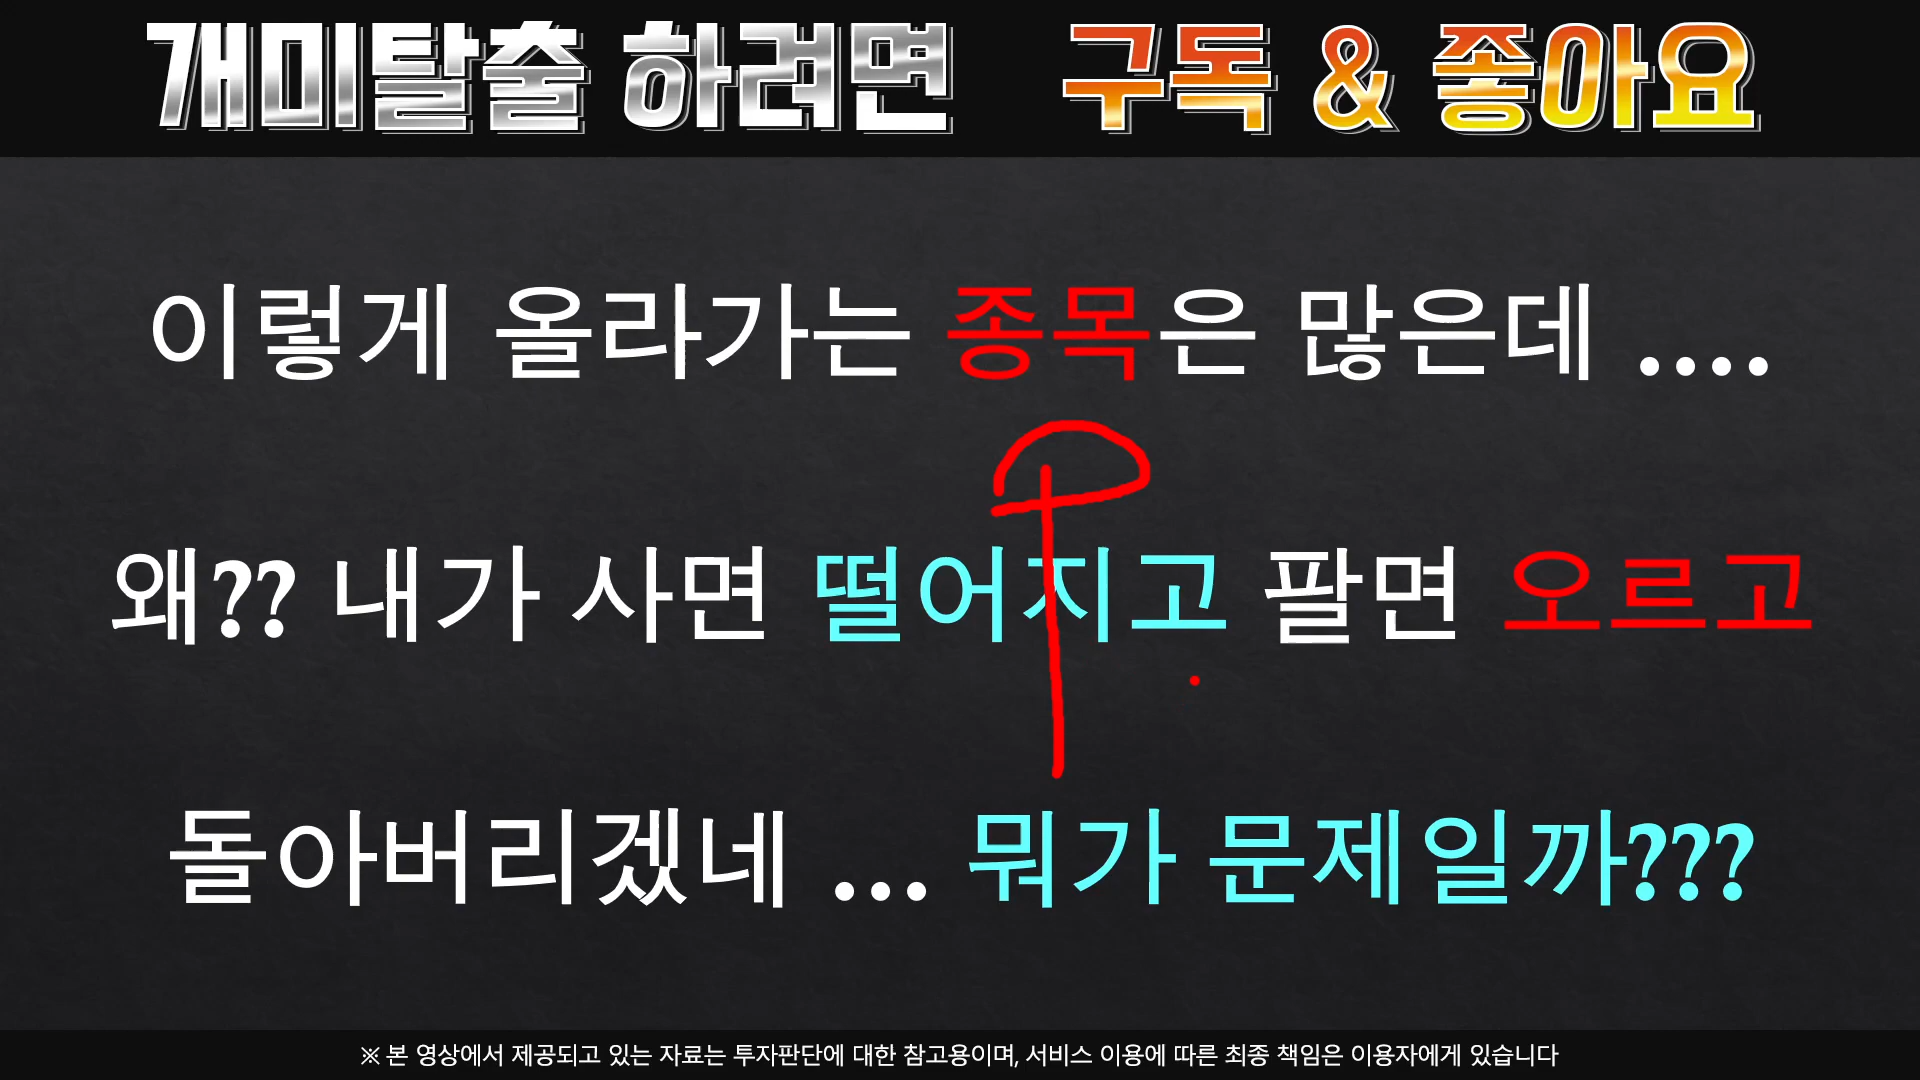 개미탈출 하려면 구독 & 좋아요
이렇게 올라가는 종목은 많은데 ....
왜?? 내가 사면 떨어지고 팔면 오르고
돌아버리겠네 ... 뭐가 문제일까???
※ 본 영상에서 제공되고 있는 자료는 투자판단에 대한 참고용이며, 서비스 이용에 따른 최종 책임은 이용자에게 있습니다